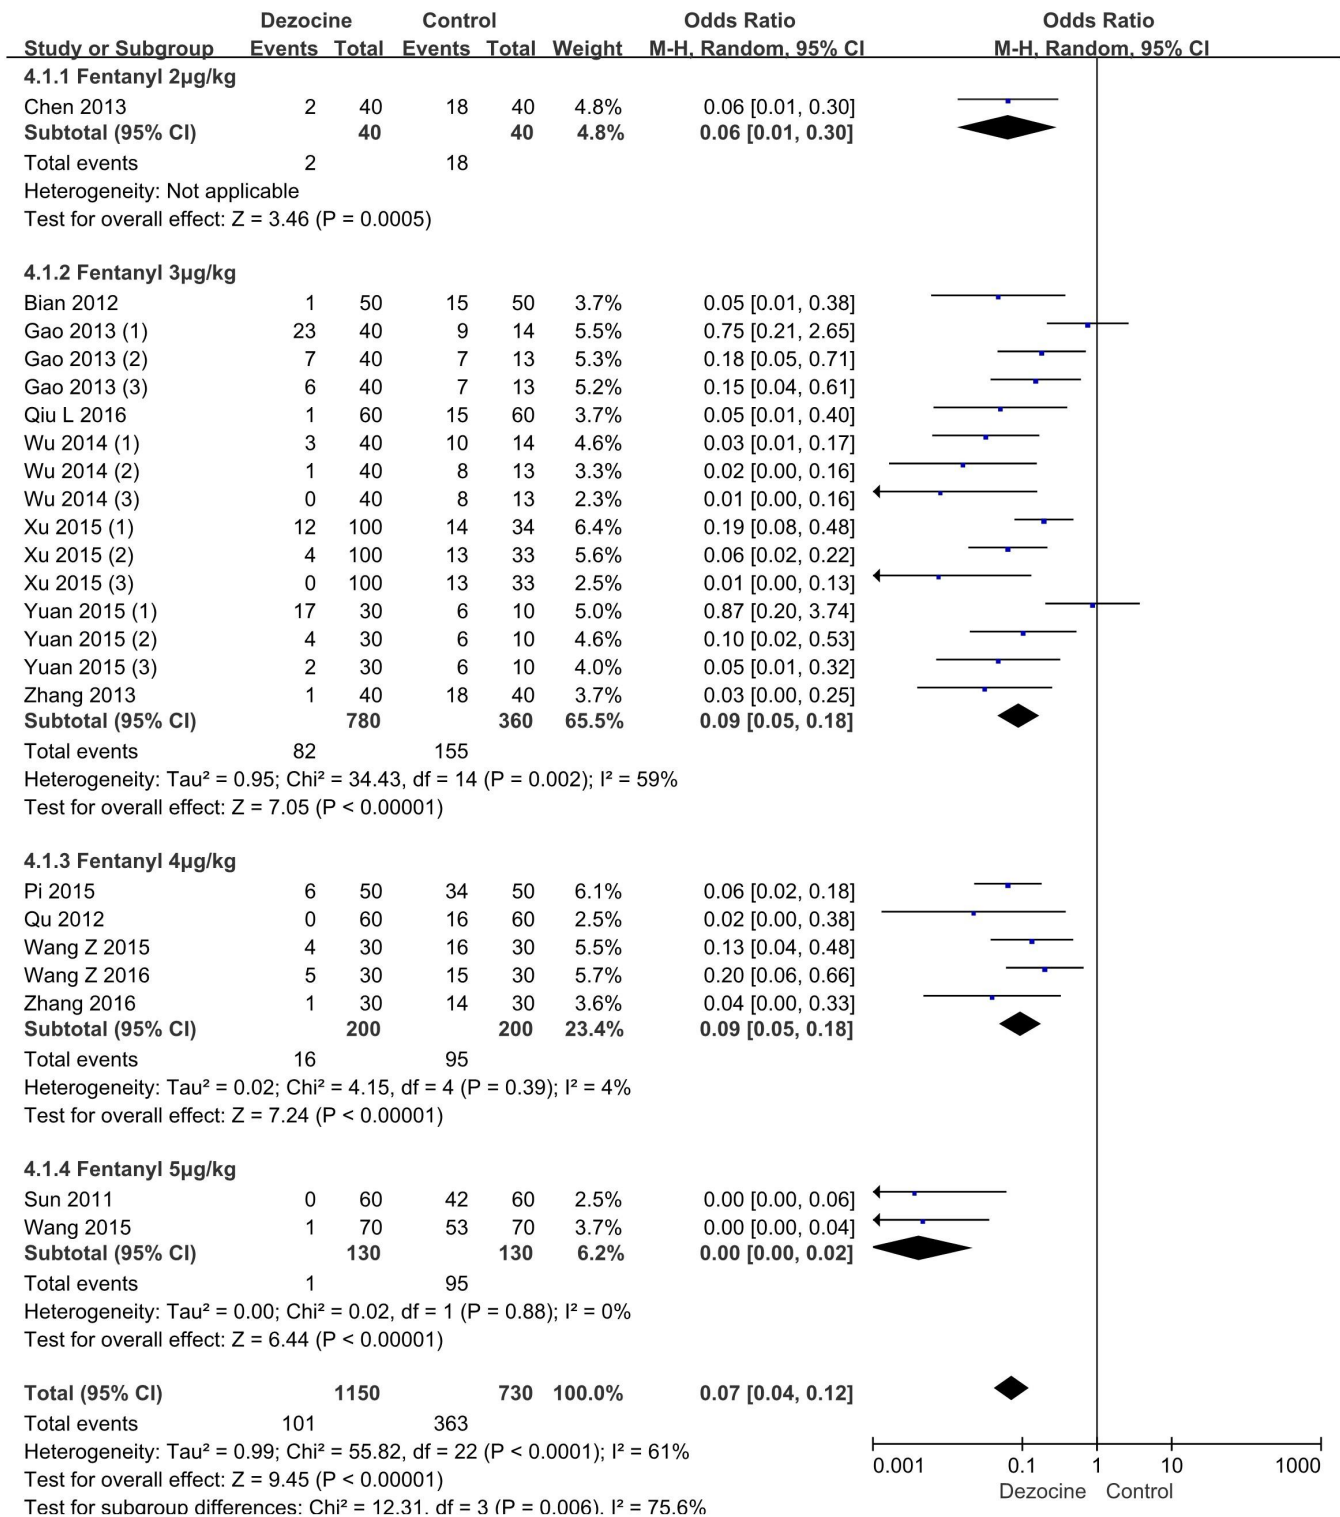 Dezocine Control Odds Ratio Odds Ratio
Study or Subgroup Events Total Events Total Weight M-H, Random, 95% CI M-H, Random, 95% CI
4.1.1 Fentanyl 2µg/kg
Chen 2013 2 40 18 40 4.8% 0.06 [0.01, 0.30]
Subtotal (95% CI) 40 40 4.8% 0.06 [0.01, 0.30]
Total events 2 18
Heterogeneity: Not applicable
Test for overall effect: Z = 3.46 (P = 0.0005)
4.1.2 Fentanyl 3µg/kg
Bian 2012 1 50 15 50 3.7% 0.05 [0.01, 0.38]
Gao 2013 (1) 23 40 9 14 5.5% 0.75 [0.21, 2.65]
Gao 2013 (2) 7 40 7 13 5.3% 0.18 [0.05, 0.71]
Gao 2013 (3) 6 40 7 13 5.2% 0.15 [0.04, 0.61]
Qiu L 2016 1 60 15 60 3.7% 0.05 [0.01, 0.40]
Wu 2014 (1) 3 40 10 14 4.6% 0.03 [0.01, 0.17]
Wu 2014 (2) 1 40 8 13 3.3% 0.02 [0.00, 0.16]
Wu 2014 (3) 0 40 8 13 2.3% 0.01 [0.00, 0.16]
Xu 2015 (1) 12 100 14 34 6.4% 0.19 [0.08, 0.48]
Xu 2015 (2) 4 100 13 33 5.6% 0.06 [0.02, 0.22]
Xu 2015 (3) 0 100 13 33 2.5% 0.01 [0.00, 0.13]
Yuan 2015 (1) 17 30 6 10 5.0% 0.87 [0.20, 3.74]
Yuan 2015 (2) 4 30 6 10 4.6% 0.10 [0.02, 0.53]
Yuan 2015 (3) 2 30 6 10 4.0% 0.05 [0.01, 0.32]
Zhang 2013 1 40 18 40 3.7% 0.03 [0.00, 0.25]
Subtotal (95% CI) 780 360 65.5% 0.09 [0.05, 0.18]
Total events 82 155
Heterogeneity: Tau² = 0.95; Chi² = 34.43, df = 14 (P = 0.002); I² = 59%
Test for overall effect: Z = 7.05 (P < 0.00001)
4.1.3 Fentanyl 4µg/kg
Pi 2015 6 50 34 50 6.1% 0.06 [0.02, 0.18]
Qu 2012 0 60 16 60 2.5% 0.02 [0.00, 0.38]
Wang Z 2015 4 30 16 30 5.5% 0.13 [0.04, 0.48]
Wang Z 2016 5 30 15 30 5.7% 0.20 [0.06, 0.66]
Zhang 2016 1 30 14 30 3.6% 0.04 [0.00, 0.33]
Subtotal (95% CI) 200 200 23.4% 0.09 [0.05, 0.18]
Total events 16 95
Heterogeneity: Tau² = 0.02; Chi² = 4.15, df = 4 (P = 0.39); I² = 4%
Test for overall effect: Z = 7.24 (P < 0.00001)
4.1.4 Fentanyl 5µg/kg
Sun 2011 0 60 42 60 2.5% 0.00 [0.00, 0.06]
Wang 2015 1 70 53 70 3.7% 0.00 [0.00, 0.04]
Subtotal (95% CI) 130 130 6.2% 0.00 [0.00, 0.02]
Total events 1 95
Heterogeneity: Tau² = 0.00; Chi² = 0.02, df = 1 (P = 0.88); I² = 0%
Test for overall effect: Z = 6.44 (P < 0.00001)
Total (95% CI) 1150 730 100.0% 0.07 [0.04, 0.12]
Total events 101 363
Heterogeneity: Tau² = 0.99; Chi² = 55.82, df = 22 (P < 0.0001); I² = 61%
0.001 0.1 1 10 1000
Test for overall effect: Z = 9.45 (P < 0.00001)
Dezocine Control
Test for subgroup differences: Chi² = 12.31, df = 3 (P = 0.006), I² = 75.6%